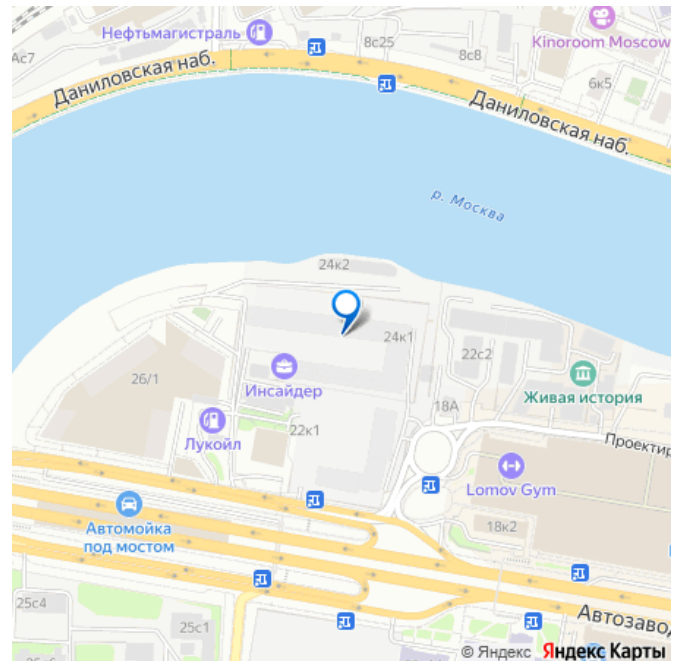 Нефтьмагистраль
8с25
8с8
Kinoroom Moscow
6к5
Ас7
Даниловская наб.
Даниловская наб.
р. Москва
24к2
24к1
22с2
26/1
Инсайдер
Живая история
18А
Лукойл
22к1
Проектир
Lomov Gym
18к2
Автомойка
под мостом
25с4
25с1
Автозавод
© Яндекс Яндекс Карты